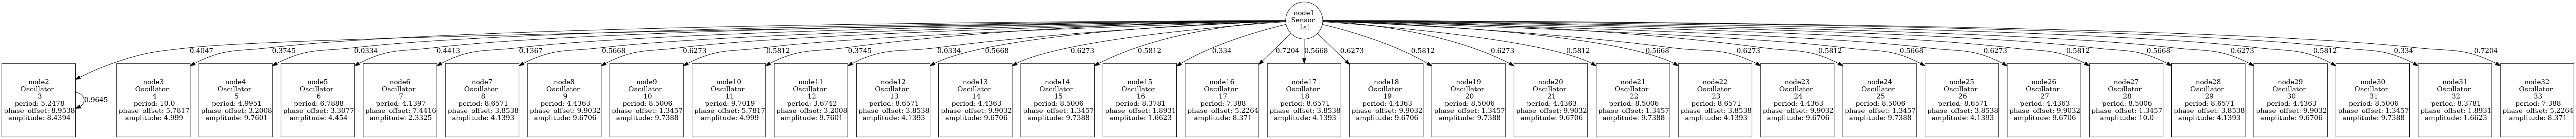 node1
Sensor
1s1
0.4047
-0.3745
0.0334
-0.4413
0.1367
0.5668
-0.6273
-0.5812
-0.3745
0.0334
0.5668
-0.6273
-0.5812
-0.334
0.7204
0.5668
-0.6273
-0.5812
-0.6273
-0.5812
0.5668
-0.6273
-0.5812
0.5668
-0.6273
-0.5812
0.5668
-0.6273
-0.5812
-0.334
0.7204
node2
Oscillator
3
period: 5.2478
phase_offset: 8.9538
amplitude: 8.4394
0.9645
node3
Oscillator
4
period: 10.0
phase_offset: 5.7817
amplitude: 4.999
node4
Oscillator
5
period: 4.9951
phase_offset: 3.2008
amplitude: 9.7601
node5
Oscillator
6
period: 6.7888
phase_offset: 3.3077
amplitude: 4.454
node6
Oscillator
7
period: 4.1397
phase_offset: 7.4416
amplitude: 2.3325
node7
Oscillator
8
period: 8.6571
phase_offset: 3.8538
amplitude: 4.1393
node8
Oscillator
9
period: 4.4363
phase_offset: 9.9032
amplitude: 9.6706
node9
Oscillator
10
period: 8.5006
phase_offset: 1.3457
amplitude: 9.7388
node10
Oscillator
11
period: 9.7019
phase_offset: 5.7817
amplitude: 4.999
node11
Oscillator
12
period: 3.6742
phase_offset: 3.2008
amplitude: 9.7601
node12
Oscillator
13
period: 8.6571
phase_offset: 3.8538
amplitude: 4.1393
node13
Oscillator
14
period: 4.4363
phase_offset: 9.9032
amplitude: 9.6706
node14
Oscillator
15
period: 8.5006
phase_offset: 1.3457
amplitude: 9.7388
node15
Oscillator
16
period: 8.3781
phase_offset: 1.8931
amplitude: 1.6623
node16
Oscillator
17
period: 7.388
phase_offset: 5.2264
amplitude: 8.371
node17
Oscillator
18
period: 8.6571
phase_offset: 3.8538
amplitude: 4.1393
node18
Oscillator
19
period: 4.4363
phase_offset: 9.9032
amplitude: 9.6706
node19
Oscillator
20
period: 8.5006
phase_offset: 1.3457
amplitude: 9.7388
node20
Oscillator
21
period: 4.4363
phase_offset: 9.9032
amplitude: 9.6706
node21
Oscillator
22
period: 8.5006
phase_offset: 1.3457
amplitude: 9.7388
node22
Oscillator
23
period: 8.6571
phase_offset: 3.8538
amplitude: 4.1393
node23
Oscillator
24
period: 4.4363
phase_offset: 9.9032
amplitude: 9.6706
node24
Oscillator
25
period: 8.5006
phase_offset: 1.3457
amplitude: 9.7388
node25
Oscillator
26
period: 8.6571
phase_offset: 3.8538
amplitude: 4.1393
node26
Oscillator
27
period: 4.4363
phase_offset: 9.9032
amplitude: 9.6706
node27
Oscillator
28
period: 8.5006
phase_offset: 1.3457
amplitude: 10.0
node28
Oscillator
29
period: 8.6571
phase_offset: 3.8538
amplitude: 4.1393
node29
Oscillator
30
period: 4.4363
phase_offset: 9.9032
amplitude: 9.6706
node30
Oscillator
31
period: 8.5006
phase_offset: 1.3457
amplitude: 9.7388
node31
Oscillator
32
period: 8.3781
phase_offset: 1.8931
amplitude: 1.6623
node32
Oscillator
33
period: 7.388
phase_offset: 5.2264
amplitude: 8.371